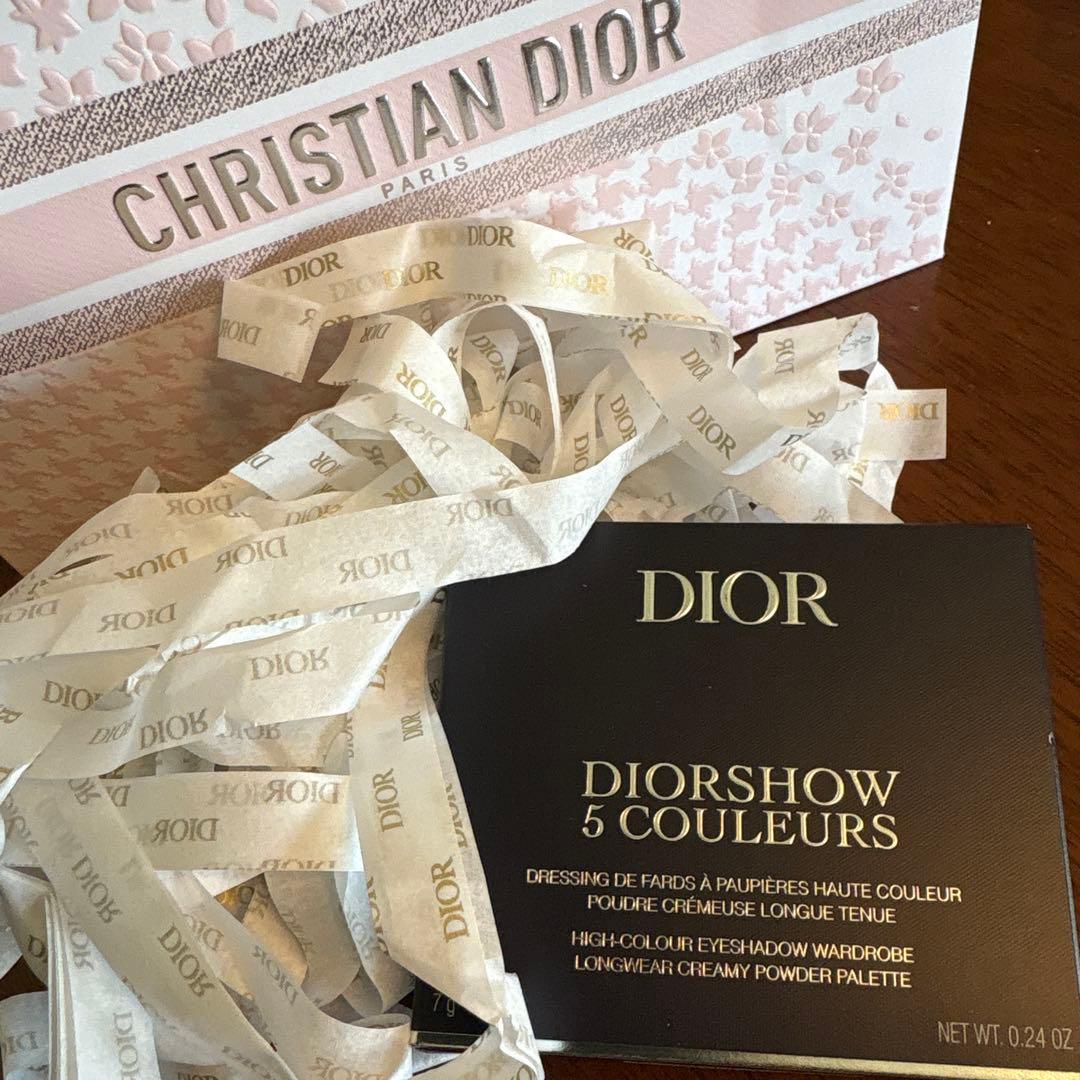 CHRISTIAN DIOR
PARIS
DIOR
DIORSHOW
5 COULEURS
DRESSING DE FARDS À PAUPIÈRES HAUTE COULEUR
POUDRE CRÉMEUSE LONGUE TENUE
HIGH-COLOUR EYESHADOW WARDROBE
LONGWEAR CREAMY POWDER PALETTE
7 g
NET WT. 0.24 OZ